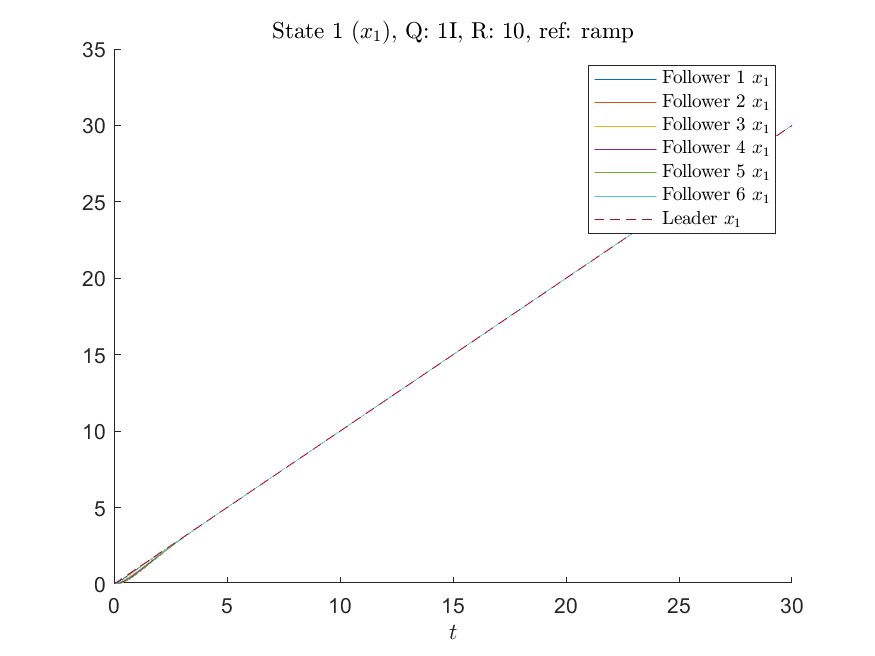 State 1 (x₁), Q: 1I, R: 10, ref: ramp
35
30
25
20
15
10
5
0
Follower 1 x₁
Follower 2 x₁
Follower 3 x₁
Follower 4 x₁
Follower 5 x₁
Follower 6 x₁
Leader x₁
0 5 10 15 20 25 30
t